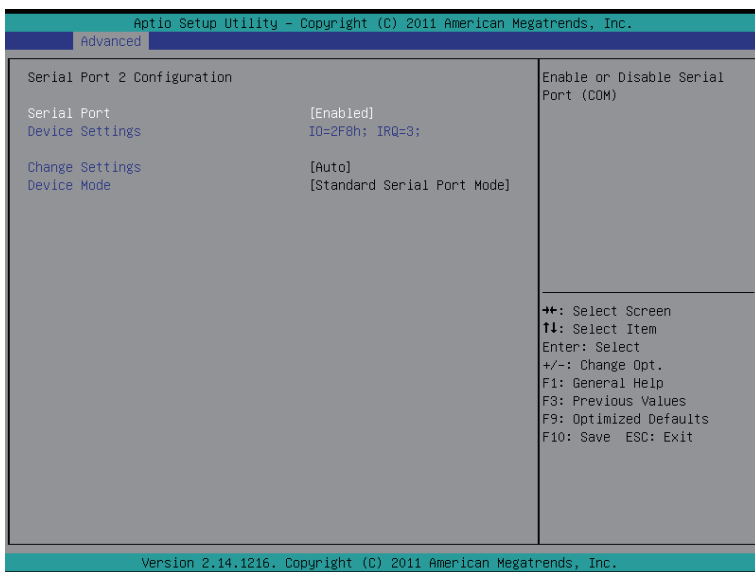 Aptio Setup Utility – Copyright (C) 2011 American Megatrends, Inc.
Advanced
Serial Port 2 Configuration
Serial Port [Enabled]
Device Settings IO=2F8h; IRQ=3;
Change Settings [Auto]
Device Mode [Standard Serial Port Mode]
Enable or Disable Serial
Port (COM)
→←: Select Screen
↑↓: Select Item
Enter: Select
+/-: Change Opt.
F1: General Help
F3: Previous Values
F9: Optimized Defaults
F10: Save ESC: Exit
Version 2.14.1216. Copyright (C) 2011 American Megatrends, Inc.